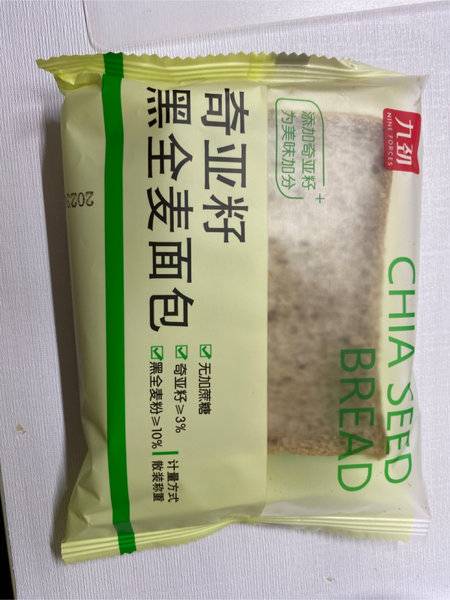 九劲
NINE FORCES
CHIA SEED
BREAD
添加奇亚籽
为美味加分
+
奇亚籽
黑全麦面包
无加蔗糖
奇亚籽≥3%
黑全麦粉≥10%
计量方式
散装称重